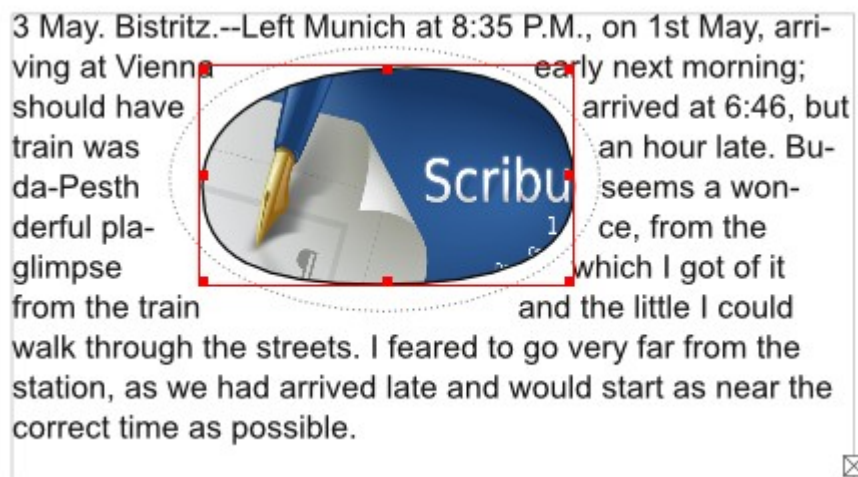 3 May. Bistritz.--Left Munich at 8:35 P.M., on 1st May, arri-
ving at Vienna early next morning;
should have arrived at 6:46, but
train was an hour late. Bu-
da-Pesth seems a won-
derful pla- ce, from the
glimpse which I got of it
from the train and the little I could
walk through the streets. I feared to go very far from the
station, as we had arrived late and would start as near the
correct time as possible.
Scribu
1